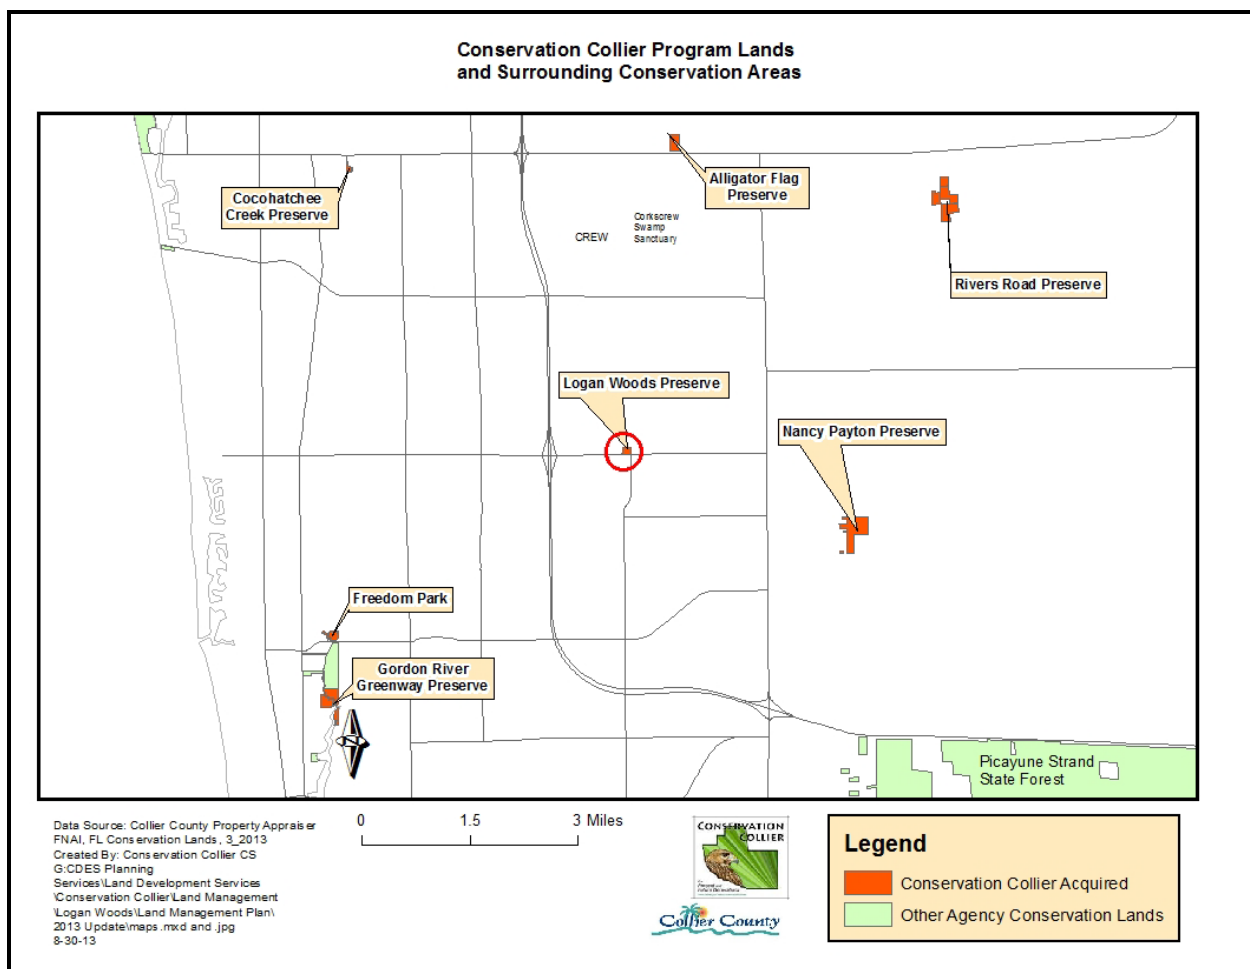 Conservation Collier Program Lands
and Surrounding Conservation Areas
Cocohatchee
Creek Preserve
Alligator Flag
Preserve
Corkscrew
Swamp
Sanctuary
CREW
Rivers Road Preserve
Logan Woods Preserve
Nancy Payton Preserve
Freedom Park
Gordon River
Greenway Preserve
N
Picayune Strand
State Forest
Data Source: Collier County Property Appraiser
FNAI, FL Conservation Lands, 3_2013
Created By: Conservation Collier CS
G:CDES Planning
Services\Land Development Services
\Conservation Collier\Land Management
\Logan Woods\Land Management Plan\
2013 Update\maps.mxd and .jpg
8-30-13
0 1.5 3 Miles
CONSERVATION
COLLIER
Collier County
Legend
Conservation Collier Acquired
Other Agency Conservation Lands